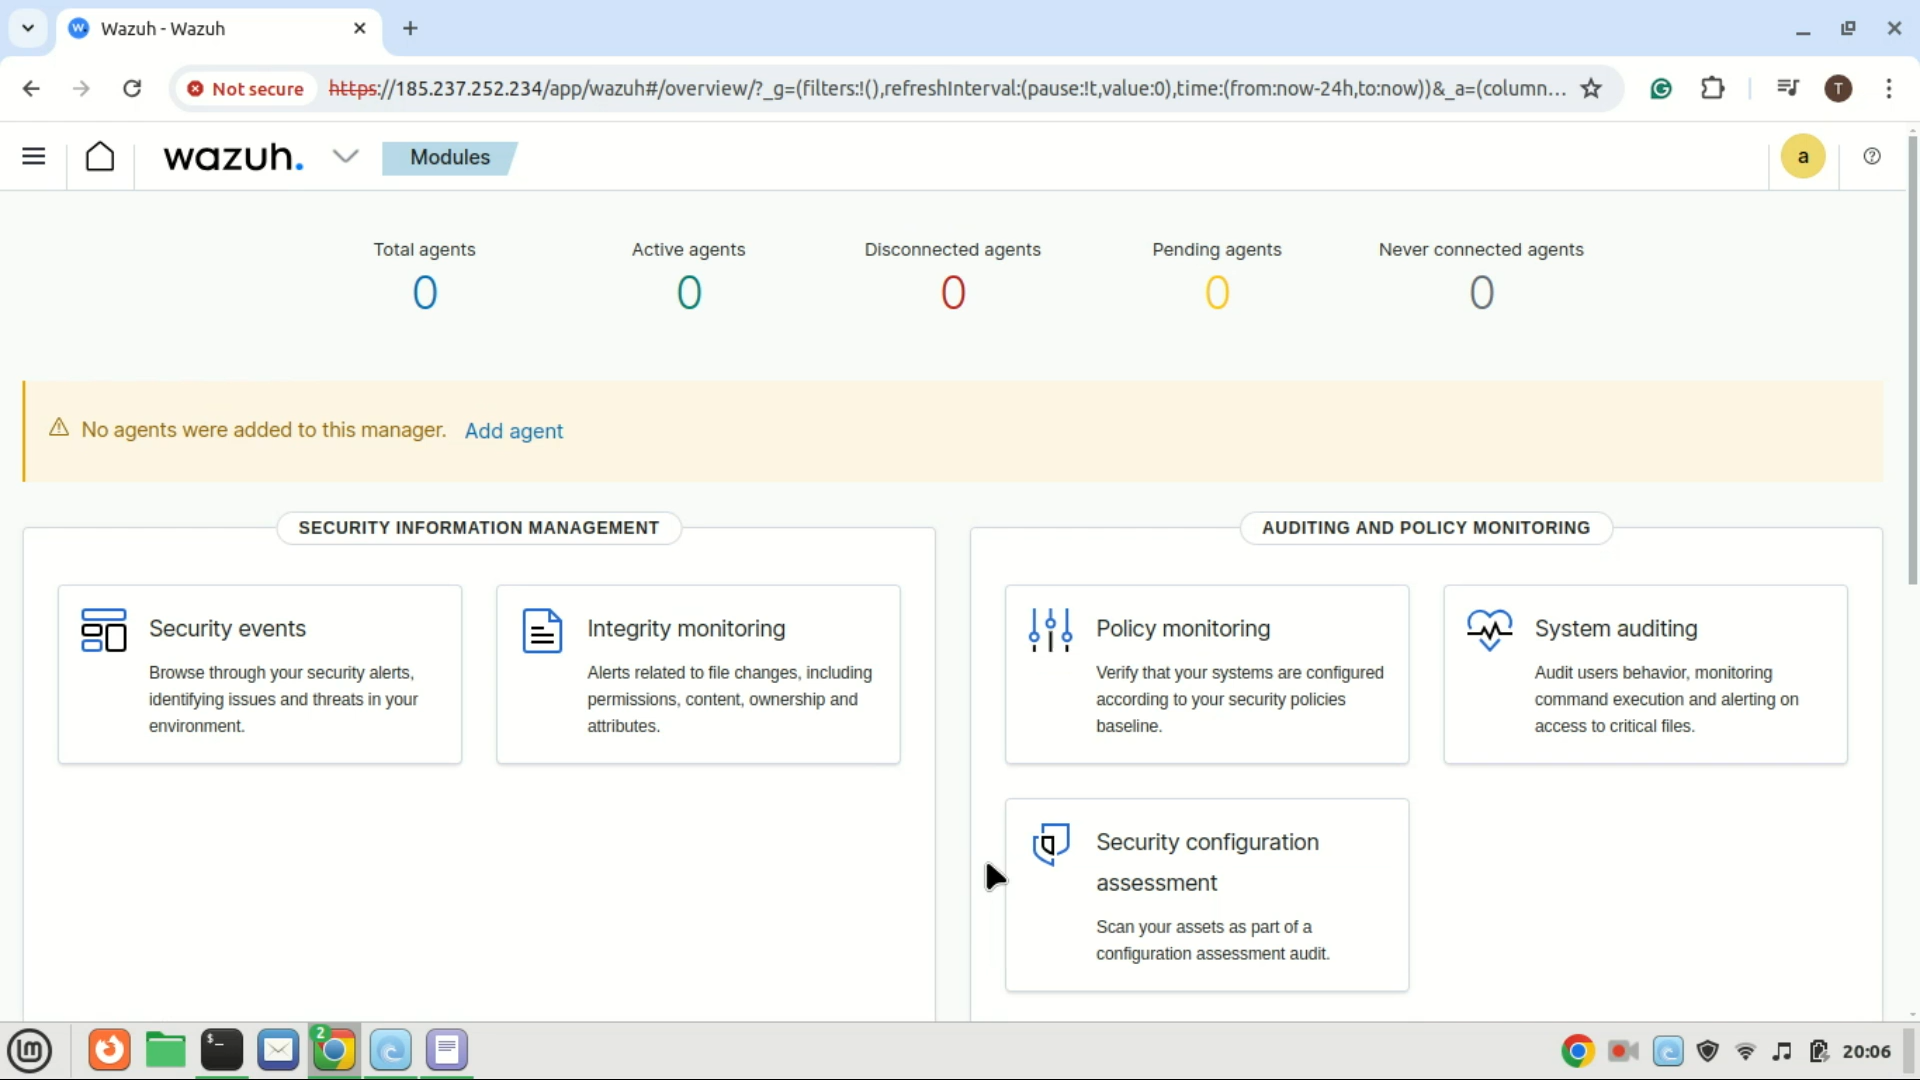 Wazuh - Wazuh
Not secure https://185.237.252.234/app/wazuh#/overview/?_g=(filters:!(),refreshInterval:(pause:!t,value:0),time:(from:now-24h,to:now))&_a=(column... T
wazuh. Modules a
Total agents Active agents Disconnected agents Pending agents Never connected agents
0 0 0 0 0
No agents were added to this manager. Add agent
SECURITY INFORMATION MANAGEMENT
Security events
Browse through your security alerts,
identifying issues and threats in your
environment.
Integrity monitoring
Alerts related to file changes, including
permissions, content, ownership and
attributes.
AUDITING AND POLICY MONITORING
Policy monitoring
Verify that your systems are configured
according to your security policies
baseline.
System auditing
Audit users behavior, monitoring
command execution and alerting on
access to critical files.
Security configuration
assessment
Scan your assets as part of a
configuration assessment audit.
2
20:06